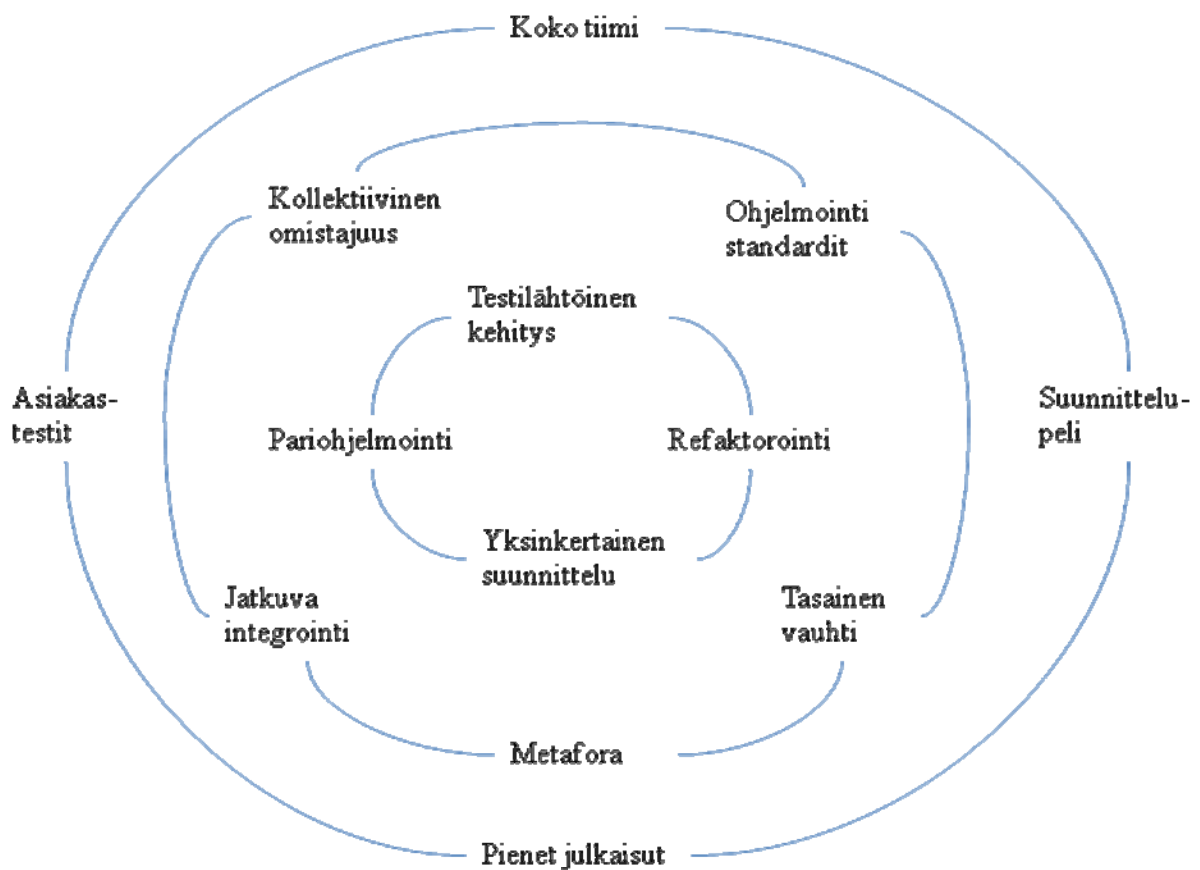 Koko tiimi
Kollektiivinen
omistajuus
Ohjelmointi
standardit
Testilähtöinen
kehitys
Asiakas-
testit
Pariohjelmointi
Refaktorointi
Suunnittelu-
peli
Yksinkertainen
suunnittelu
Jatkuva
integrointi
Tasainen
vauhti
Metafora
Pienet julkaisut